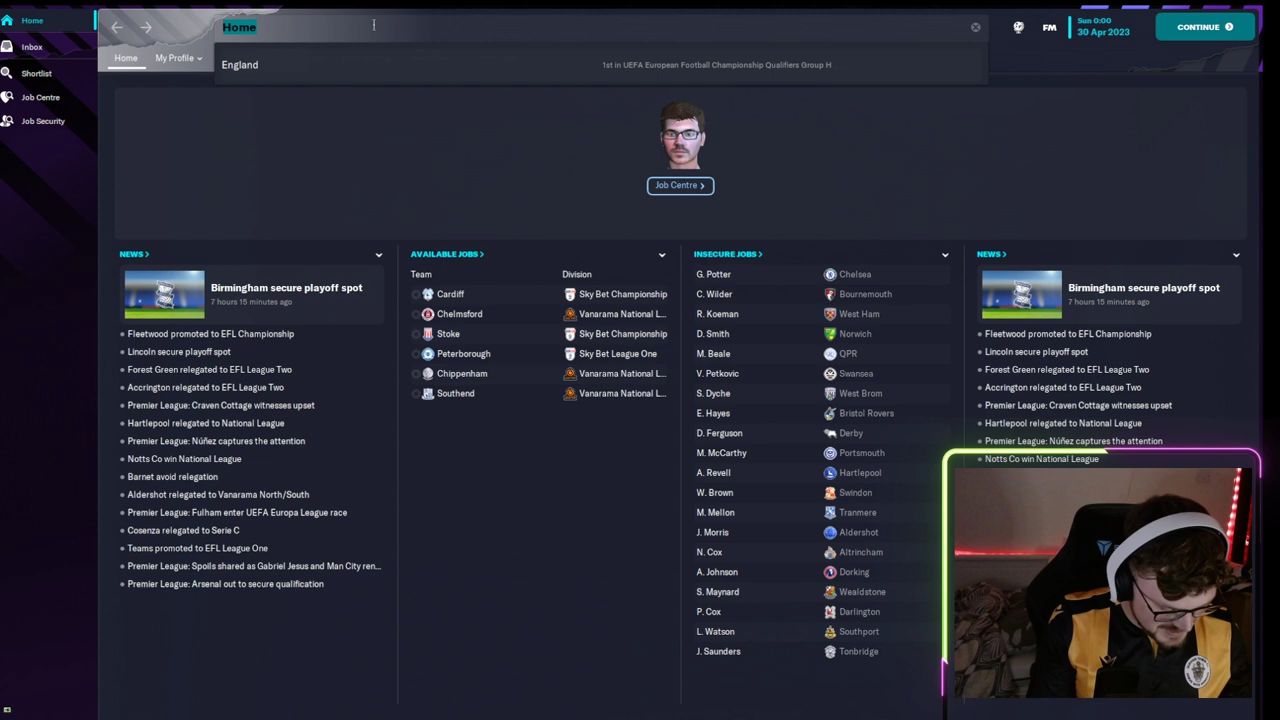 Home
Inbox
Shortlist
Job Centre
Job Security
Home
Home
My Profile
England
1st in UEFA European Football Championship Qualifiers Group H
FM
Sun 0:00
30 Apr 2023
CONTINUE
Job Centre
NEWS
Birmingham secure playoff spot
7 hours 15 minutes ago
Fleetwood promoted to EFL Championship
Lincoln secure playoff spot
Forest Green relegated to EFL League Two
Accrington relegated to EFL League Two
Premier League: Craven Cottage witnesses upset
Hartlepool relegated to National League
Premier League: Núñez captures the attention
Notts Co win National League
Barnet avoid relegation
Aldershot relegated to Vanarama North/South
Premier League: Fulham enter UEFA Europa League race
Cosenza relegated to Serie C
Teams promoted to EFL League One
Premier League: Spoils shared as Gabriel Jesus and Man City ren...
Premier League: Arsenal out to secure qualification
AVAILABLE JOBS
Team Division
Cardiff Sky Bet Championship
Chelmsford Vanarama National L...
Stoke Sky Bet Championship
Peterborough Sky Bet League One
Chippenham Vanarama National L...
Southend Vanarama National L...
INSECURE JOBS
G. Potter Chelsea
C. Wilder Bournemouth
R. Koeman West Ham
D. Smith Norwich
M. Beale QPR
V. Petkovic Swansea
S. Dyche West Brom
E. Hayes Bristol Rovers
D. Ferguson Derby
M. McCarthy Portsmouth
A. Revell Hartlepool
W. Brown Swindon
M. Mellon Tranmere
J. Morris Aldershot
N. Cox Altrincham
A. Johnson Dorking
S. Maynard Wealdstone
P. Cox Darlington
L. Watson Southport
J. Saunders Tonbridge
NEWS
Birmingham secure playoff spot
7 hours 15 minutes ago
Fleetwood promoted to EFL Championship
Lincoln secure playoff spot
Forest Green relegated to EFL League Two
Accrington relegated to EFL League Two
Premier League: Craven Cottage witnesses upset
Hartlepool relegated to National League
Premier League: Núñez captures the attention
Notts Co win National League